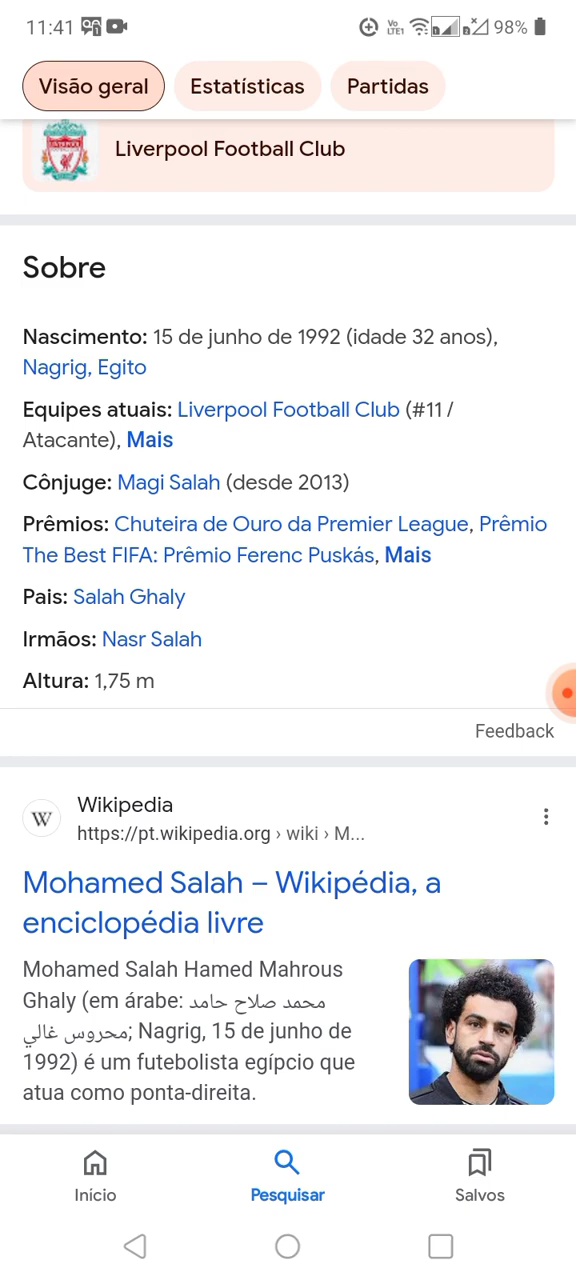 11:41
Vo LTE1
98%
Visão geral
Estatísticas
Partidas
Liverpool Football Club
Sobre
Nascimento: 15 de junho de 1992 (idade 32 anos),
Nagrig, Egito
Equipes atuais: Liverpool Football Club (#11 /
Atacante), Mais
Cônjuge: Magi Salah (desde 2013)
Prêmios: Chuteira de Ouro da Premier League, Prêmio
The Best FIFA: Prêmio Ferenc Puskás, Mais
Pais: Salah Ghaly
Irmãos: Nasr Salah
Altura: 1,75 m
Feedback
W
Wikipedia
https://pt.wikipedia.org › wiki › M...
Mohamed Salah – Wikipédia, a
enciclopédia livre
Mohamed Salah Hamed Mahrous
Ghaly (em árabe: محمد صلاح حامد
محروس غالي; Nagrig, 15 de junho de
1992) é um futebolista egípcio que
atua como ponta-direita.
Início
Pesquisar
Salvos